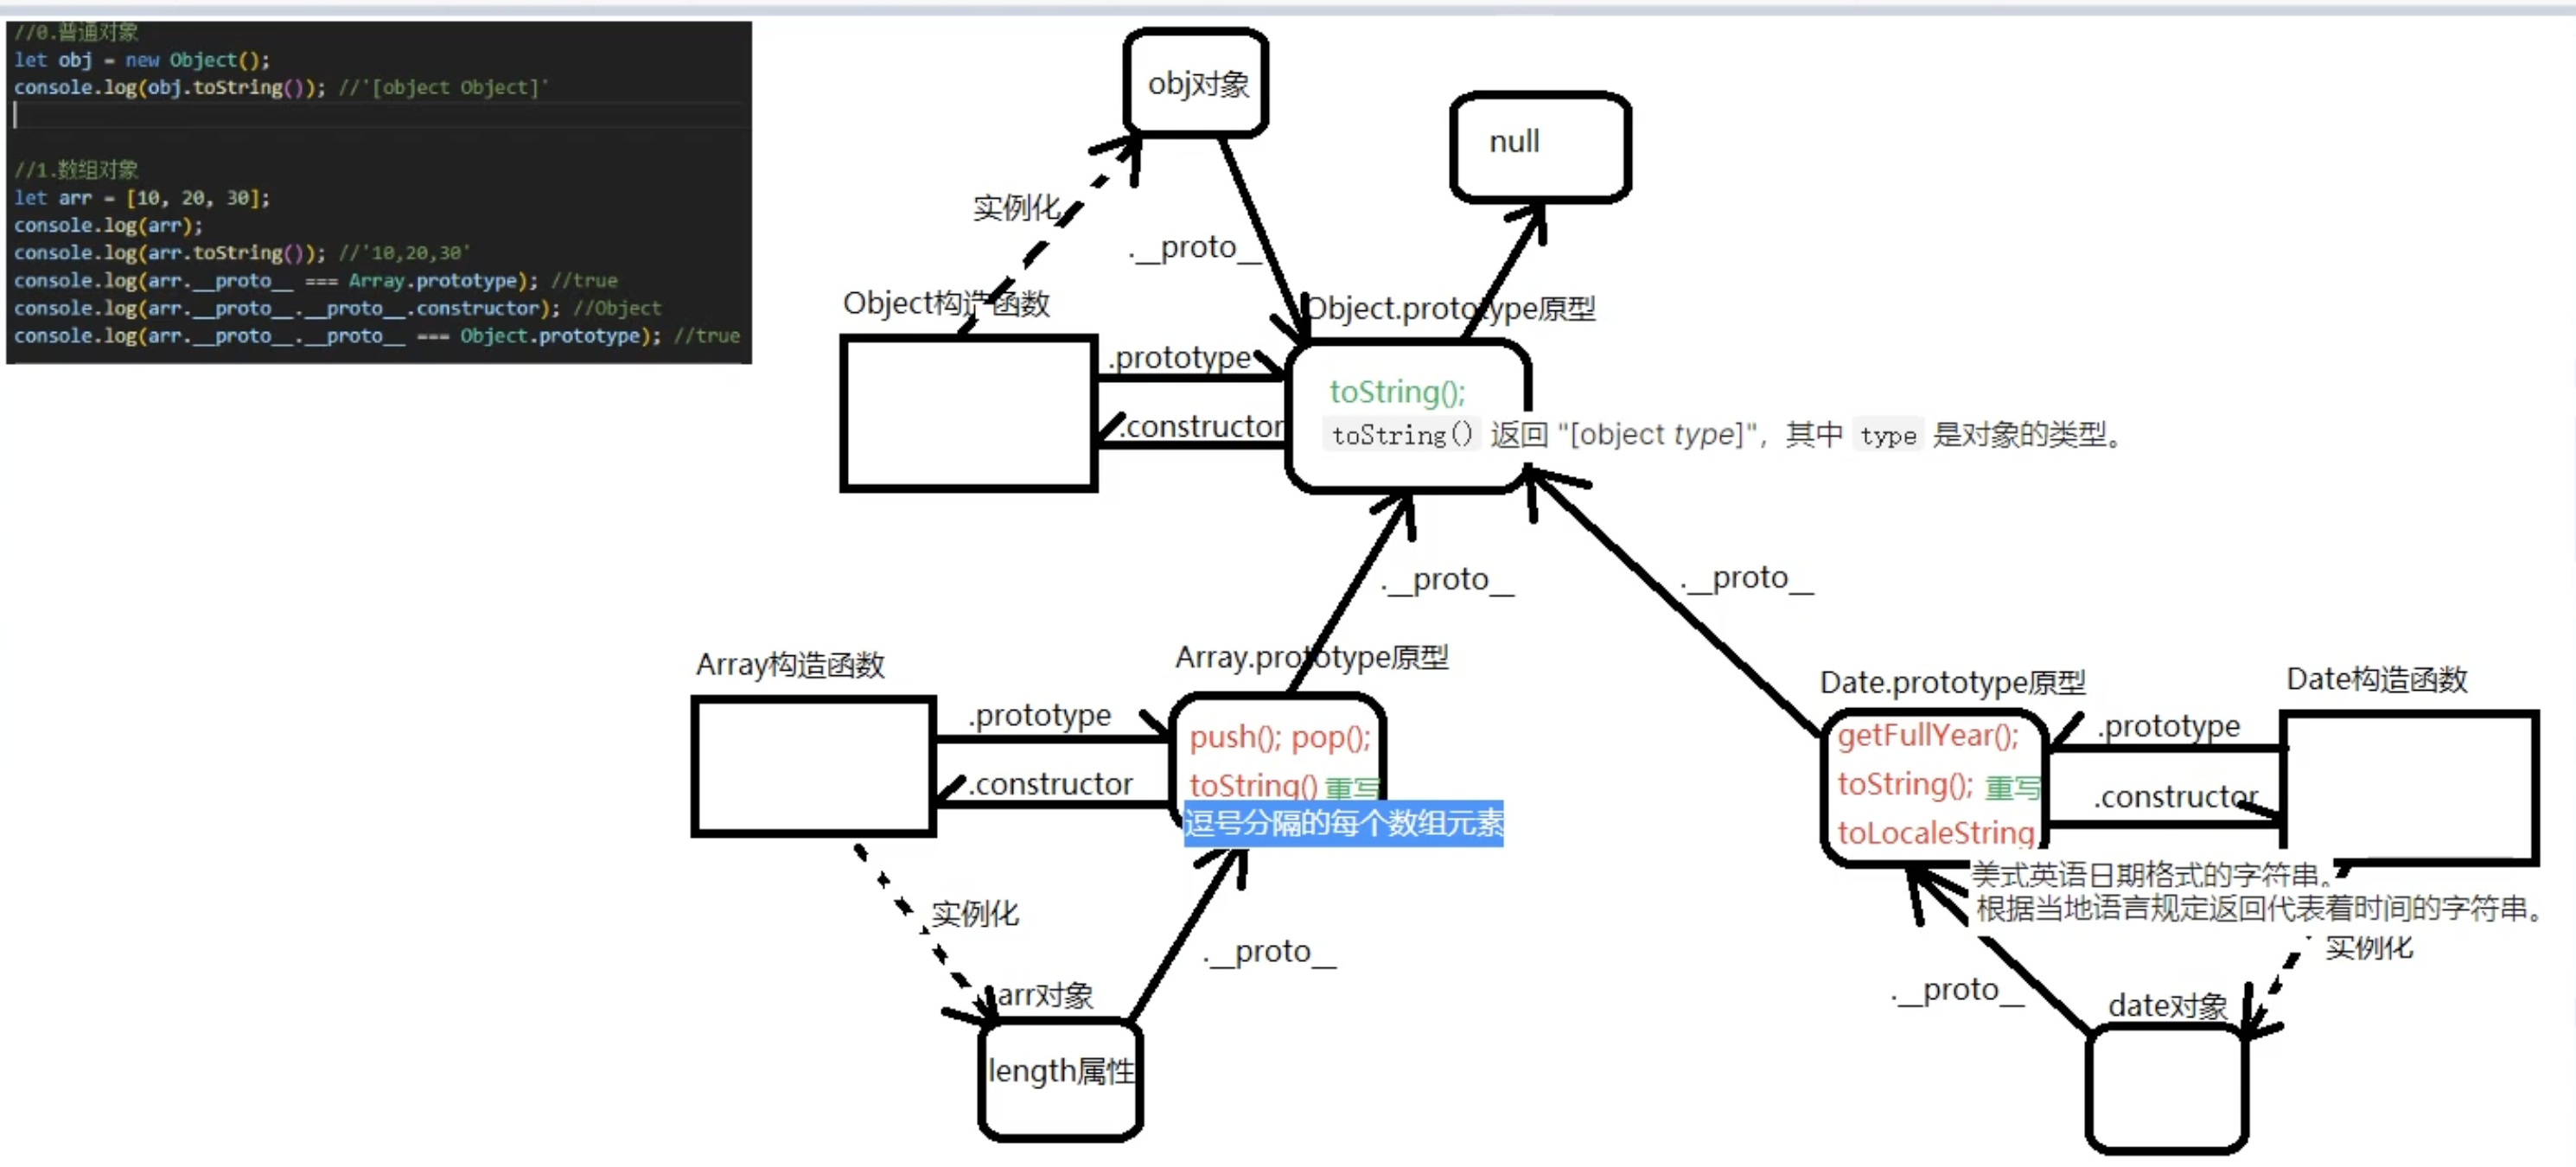 //0.普通对象
let obj = new Object();
console.log(obj.toString()); //'[object Object]'
//1.数组对象
let arr = [10, 20, 30];
console.log(arr);
console.log(arr.toString()); //'10,20,30'
console.log(arr.__proto__ === Array.prototype); //true
console.log(arr.__proto__.__proto__.constructor); //Object
console.log(arr.__proto__.__proto__ === Object.prototype); //true
obj对象
null
实例化
.__proto__
Object构造函数
Object.prototype原型
.prototype
.constructor
toString();
toString() 返回 "[object type]"，其中 type 是对象的类型。
.__proto__
.__proto__
Array构造函数
Array.prototype原型
.prototype
.constructor
push(); pop();
toString() 重写
逗号分隔的每个数组元素
实例化
.__proto__
arr对象
length属性
Date.prototype原型
Date构造函数
getFullYear();
toString(); 重写
toLocaleString
.prototype
.constructor
美式英语日期格式的字符串。
根据当地语言规定返回代表着时间的字符串。
实例化
.__proto__
date对象